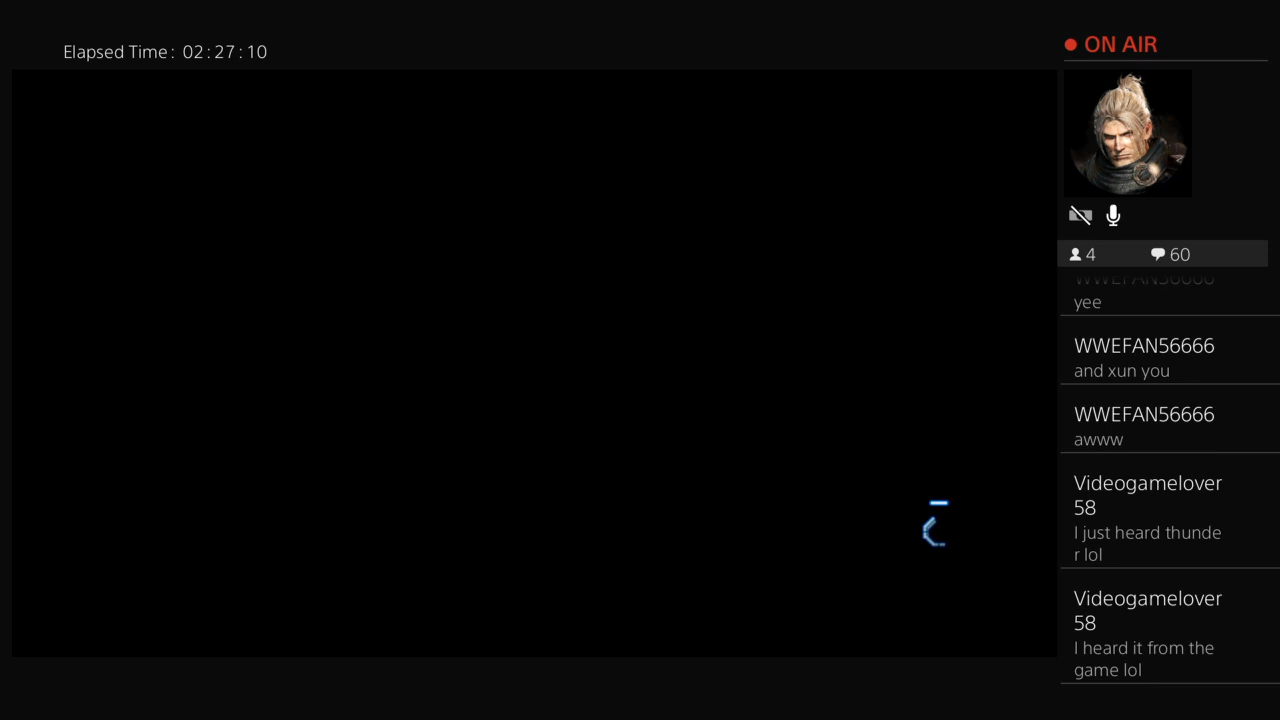 Elapsed Time: 02:27:10
ON AIR
4 60
WWEFAN56666
yee
WWEFAN56666
and xun you
WWEFAN56666
awww
Videogamelover
58
I just heard thunde
r lol
Videogamelover
58
I heard it from the
game lol